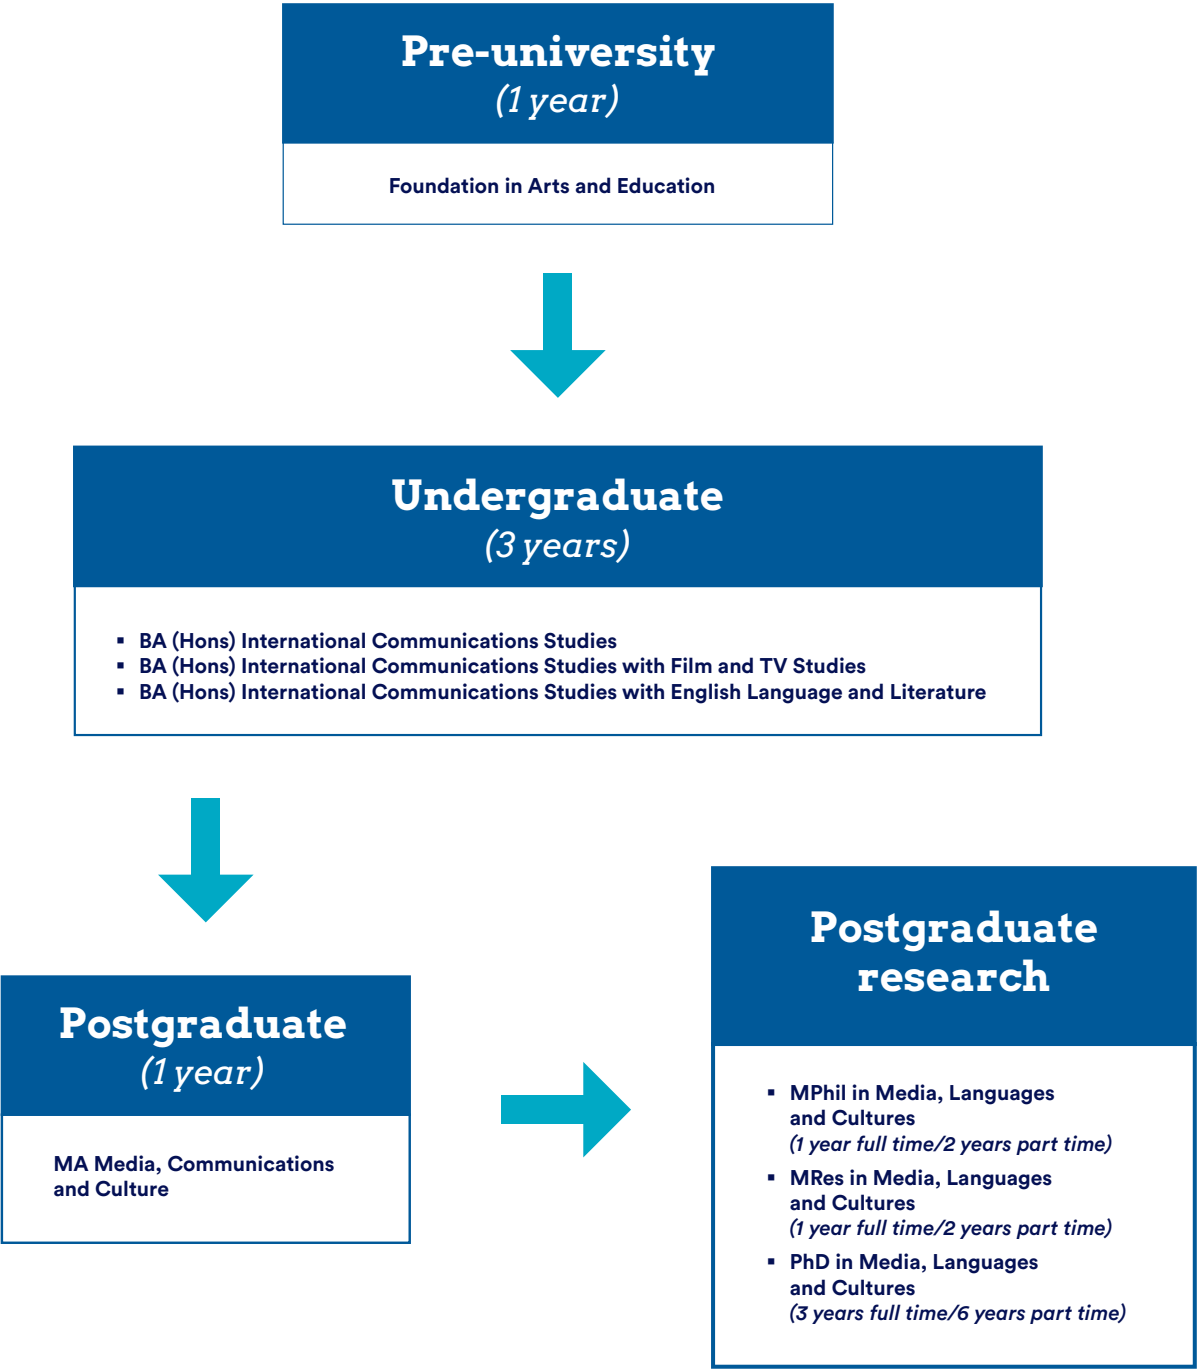 Pre-university
(1 year)
Foundation in Arts and Education
Undergraduate
(3 years)
▪ BA (Hons) International Communications Studies
▪ BA (Hons) International Communications Studies with Film and TV Studies
▪ BA (Hons) International Communications Studies with English Language and Literature
Postgraduate
(1 year)
MA Media, Communications
and Culture
Postgraduate
research
▪ MPhil in Media, Languages
and Cultures
(1 year full time/2 years part time)
▪ MRes in Media, Languages
and Cultures
(1 year full time/2 years part time)
▪ PhD in Media, Languages
and Cultures
(3 years full time/6 years part time)